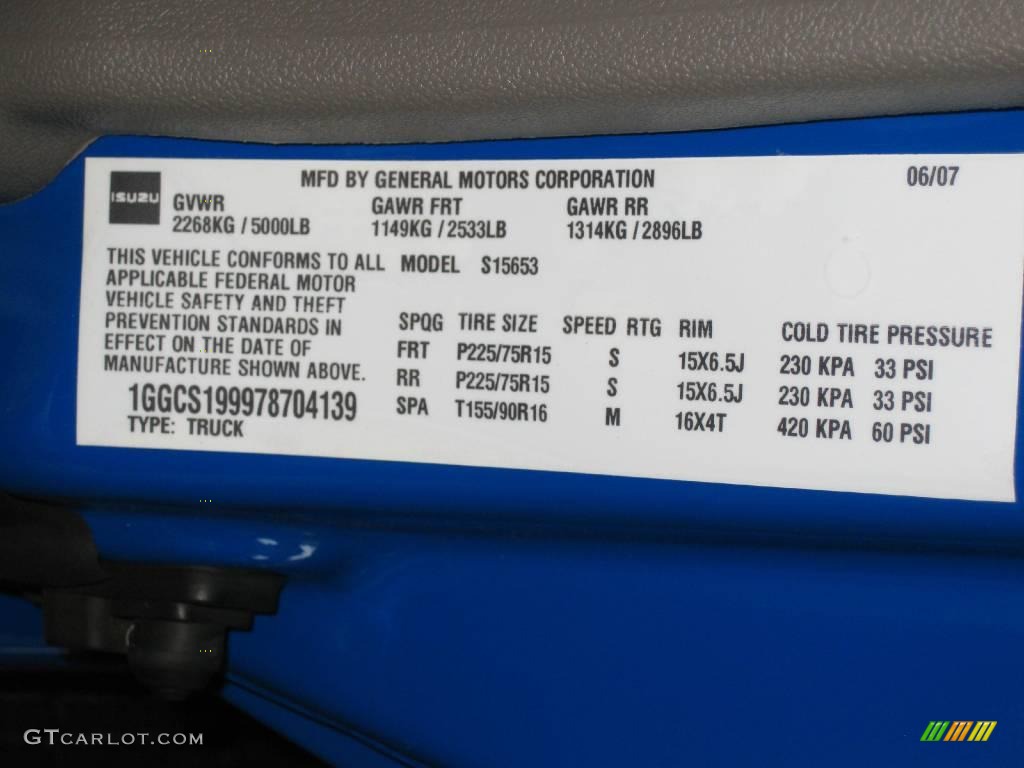 MFD BY GENERAL MOTORS CORPORATION 06/07
ISUZU
GVWR GAWR FRT GAWR RR
2268KG / 5000LB 1149KG / 2533LB 1314KG / 2896LB
THIS VEHICLE CONFORMS TO ALL
APPLICABLE FEDERAL MOTOR
VEHICLE SAFETY AND THEFT
PREVENTION STANDARDS IN
EFFECT ON THE DATE OF
MANUFACTURE SHOWN ABOVE.
1GGCS199978704139
TYPE: TRUCK
MODEL S15653
SPQG TIRE SIZE SPEED RTG RIM COLD TIRE PRESSURE
FRT P225/75R15 S 15X6.5J 230 KPA 33 PSI
RR P225/75R15 S 15X6.5J 230 KPA 33 PSI
SPA T155/90R16 M 16X4T 420 KPA 60 PSI
GTCARLOT.COM